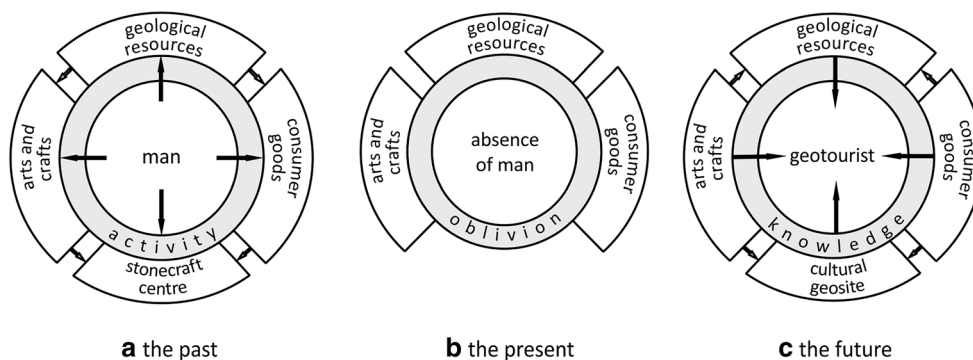 geological
resources
arts and
crafts
man
consumer
goods
activity
stonecraft
centre
a the past
geological
resources
arts and
crafts
absence
of man
consumer
goods
oblivion
b the present
geological
resources
arts and
crafts
geotourist
consumer
goods
knowledge
cultural
geosite
c the future